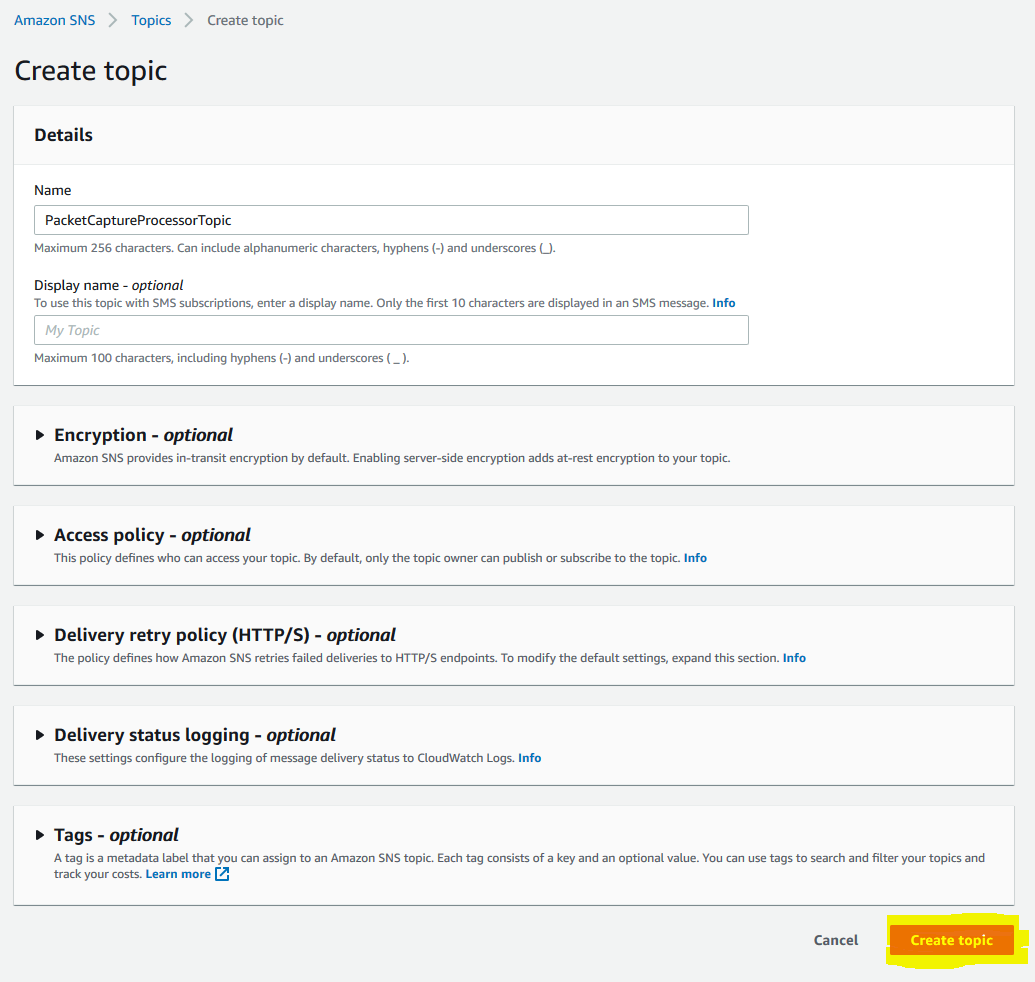 Amazon SNS > Topics > Create topic
Create topic
Details
Name
PacketCaptureProcessorTopic
Maximum 256 characters. Can include alphanumeric characters, hyphens (-) and underscores (_).
Display name - optional
To use this topic with SMS subscriptions, enter a display name. Only the first 10 characters are displayed in an SMS message. Info
My Topic
Maximum 100 characters, including hyphens (-) and underscores ( _ ).
Encryption - optional
Amazon SNS provides in-transit encryption by default. Enabling server-side encryption adds at-rest encryption to your topic.
Access policy - optional
This policy defines who can access your topic. By default, only the topic owner can publish or subscribe to the topic. Info
Delivery retry policy (HTTP/S) - optional
The policy defines how Amazon SNS retries failed deliveries to HTTP/S endpoints. To modify the default settings, expand this section. Info
Delivery status logging - optional
These settings configure the logging of message delivery status to CloudWatch Logs. Info
Tags - optional
A tag is a metadata label that you can assign to an Amazon SNS topic. Each tag consists of a key and an optional value. You can use tags to search and filter your topics and
track your costs. Learn more
Cancel Create topic